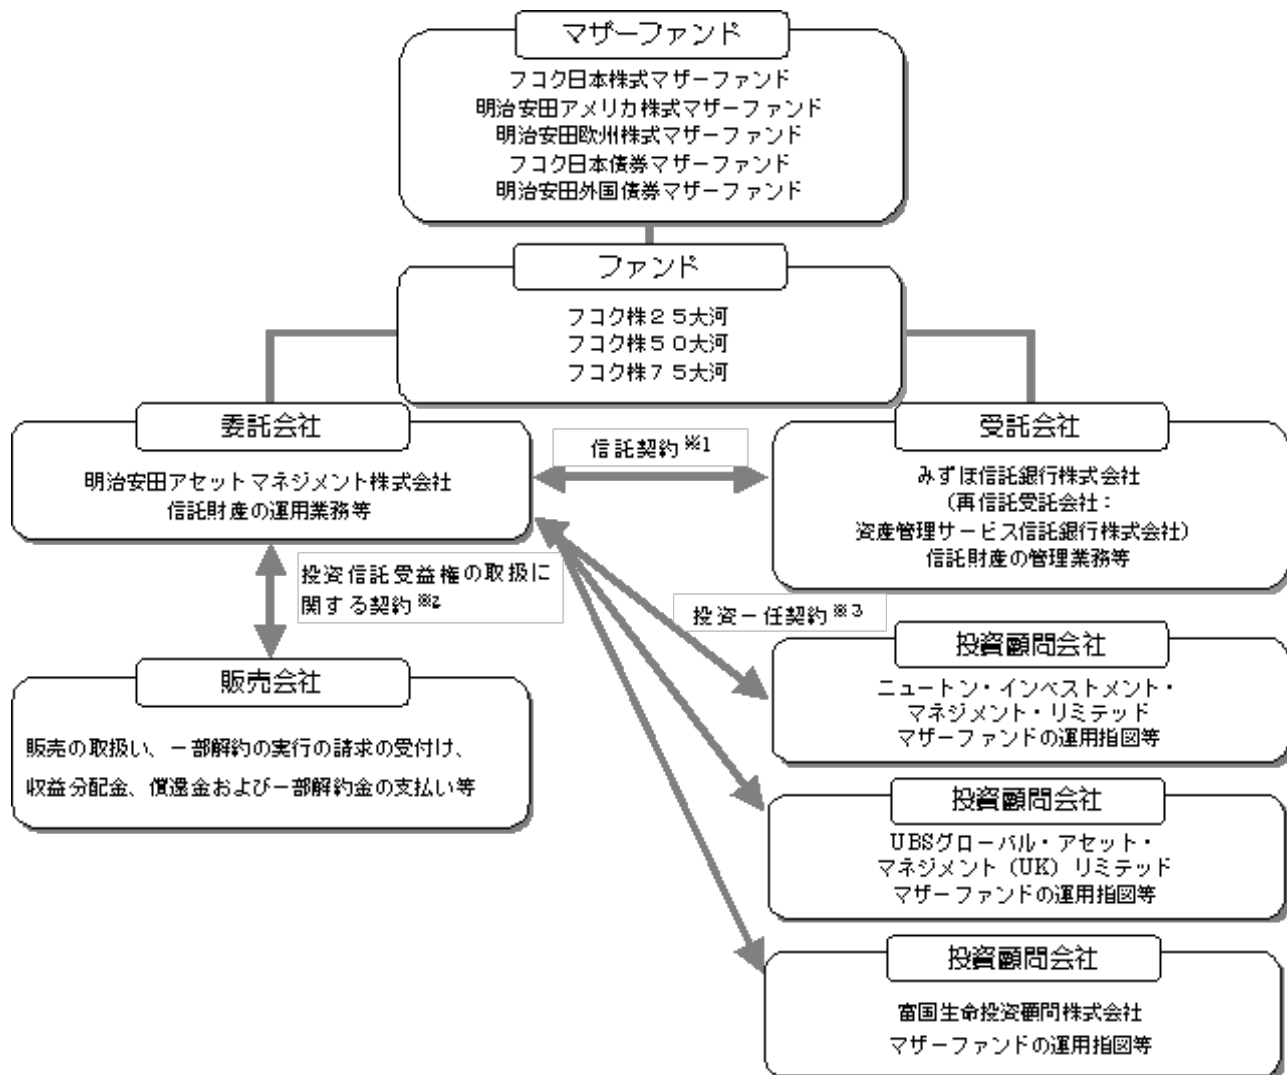 マザーファンド
フコク日本株式マザーファンド
明治安田アメリカ株式マザーファンド
明治安田欧州株式マザーファンド
フコク日本債券マザーファンド
明治安田外国債券マザーファンド
ファンド
フコク株２５大河
フコク株５０大河
フコク株７５大河
委託会社
明治安田アセットマネジメント株式会社
信託財産の運用業務等
信託契約※1
受託会社
みずほ信託銀行株式会社
(再信託受託会社：
資産管理サービス信託銀行株式会社)
信託財産の管理業務等
投資信託受益権の取扱に
関する契約※2
投資一任契約※3
販売会社
販売の取扱い、一部解約の実行の請求の受付け、
収益分配金、償還金および一部解約金の支払い等
投資顧問会社
ニュートン・インベストメント・
マネジメント・リミテッド
マザーファンドの運用指図等
投資顧問会社
UBSグローバル・アセット・
マネジメント（UK）リミテッド
マザーファンドの運用指図等
投資顧問会社
富国生命投資顧問株式会社
マザーファンドの運用指図等